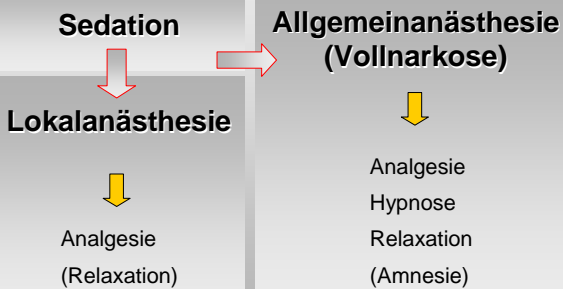 Sedation
Lokalanästhesie
Analgesie
(Relaxation)
Allgemeinanästhesie
(Vollnarkose)
Analgesie
Hypnose
Relaxation
(Amnesie)